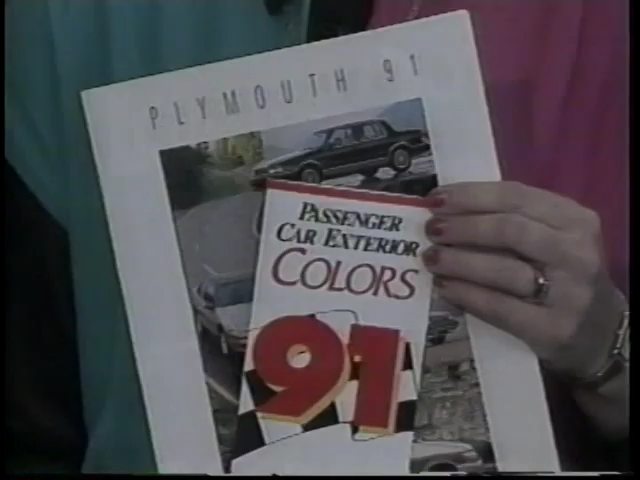 PLYMOUTH 91
PASSENGER
CAR EXTERIOR
COLORS
91